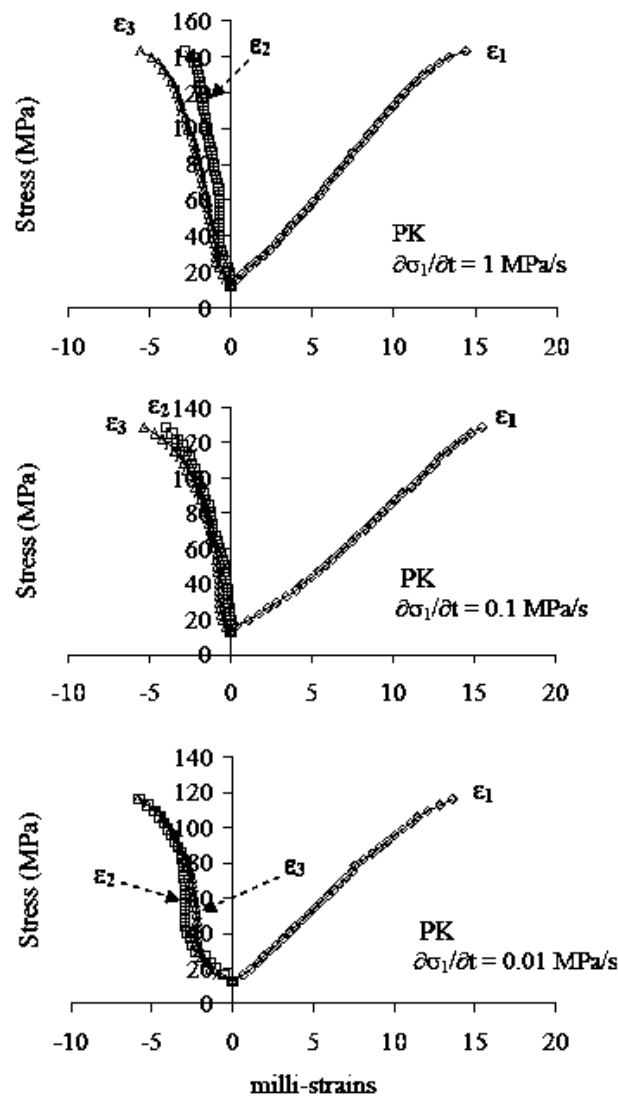 ε3
ε2
ε1
160
140
120
100
80
60
40
20
0
Stress (MPa)
PK
∂σ1/∂t = 1 MPa/s
-10 -5 0 5 10 15 20
ε2
ε3
ε1
140
120
100
80
60
40
20
0
Stress (MPa)
PK
∂σ1/∂t = 0.1 MPa/s
-10 -5 0 5 10 15 20
140
120
100
80
60
40
20
0
Stress (MPa)
ε1
ε2
ε3
PK
∂σ1/∂t = 0.01 MPa/s
-10 -5 0 5 10 15 20
milli-strains